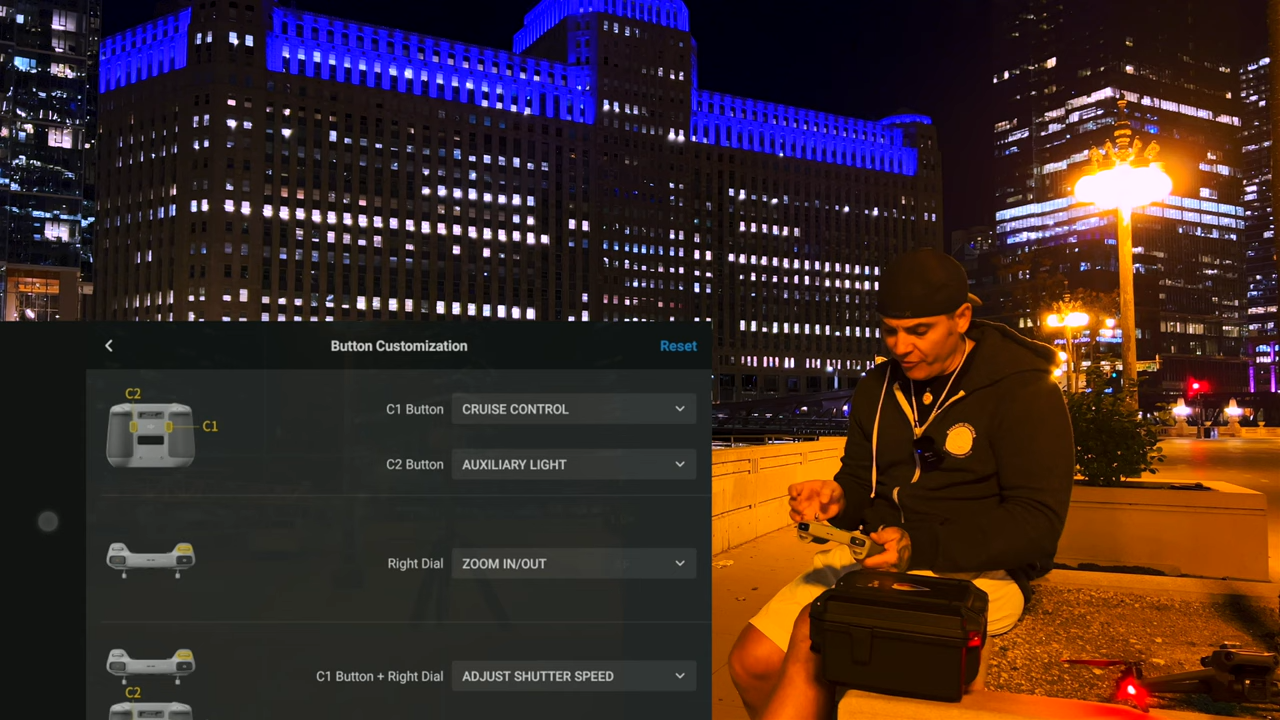 Button Customization
Reset
C2
C1
C1 Button
CRUISE CONTROL
C2 Button
AUXILIARY LIGHT
Right Dial
ZOOM IN/OUT
C1 Button + Right Dial
ADJUST SHUTTER SPEED
C2